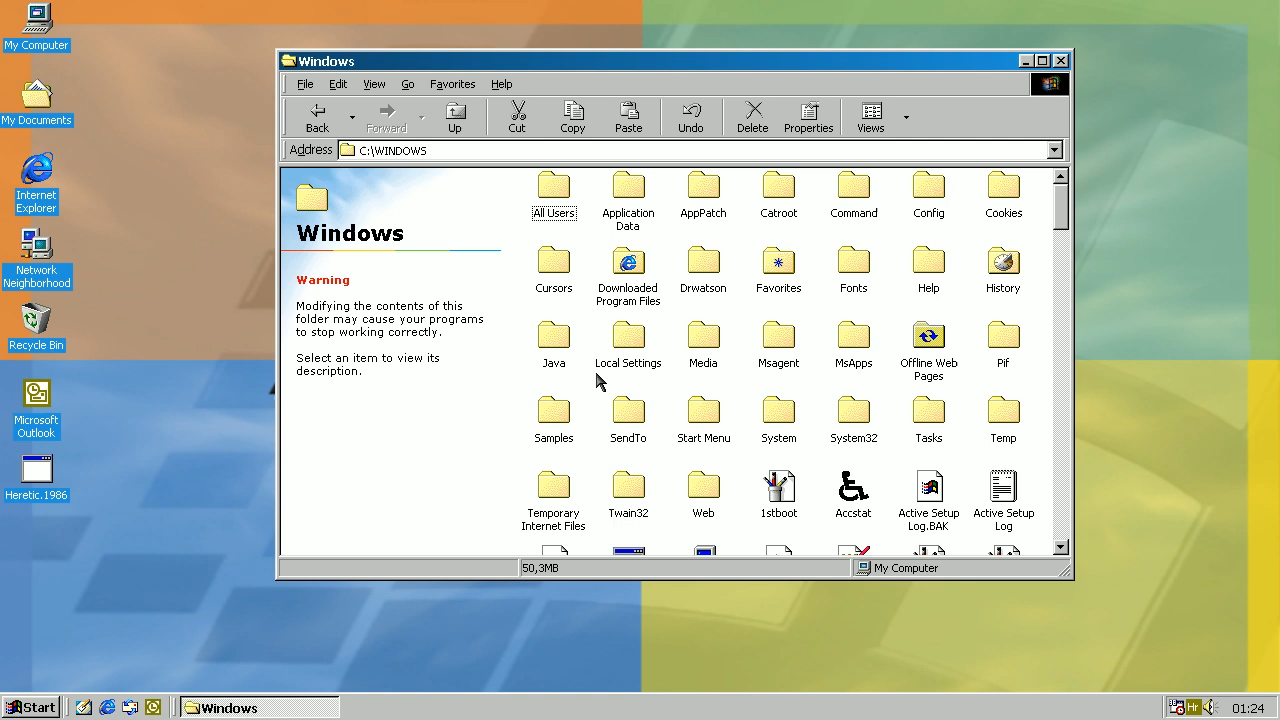 My Computer
My Documents
Internet
Explorer
Network
Neighborhood
Recycle Bin
Microsoft
Outlook
Heretic.1986
Windows
File Edit View Go Favorites Help
Back Forward Up Cut Copy Paste Undo Delete Properties Views
Address C:\WINDOWS
Windows
Warning
Modifying the contents of this
folder may cause your programs
to stop working correctly.
Select an item to view its
description.
All Users
Application
Data
AppPatch
Catroot
Command
Config
Cookies
Cursors
Downloaded
Program Files
Drwatson
Favorites
Fonts
Help
History
Java
Local Settings
Media
Msagent
MsApps
Offline Web
Pages
Pif
Samples
SendTo
Start Menu
System
System32
Tasks
Temp
Temporary
Internet Files
Twain32
Web
1stboot
Accstat
Active Setup
Log.BAK
Active Setup
Log
50,3MB
My Computer
Start
Windows
Hr
01:24